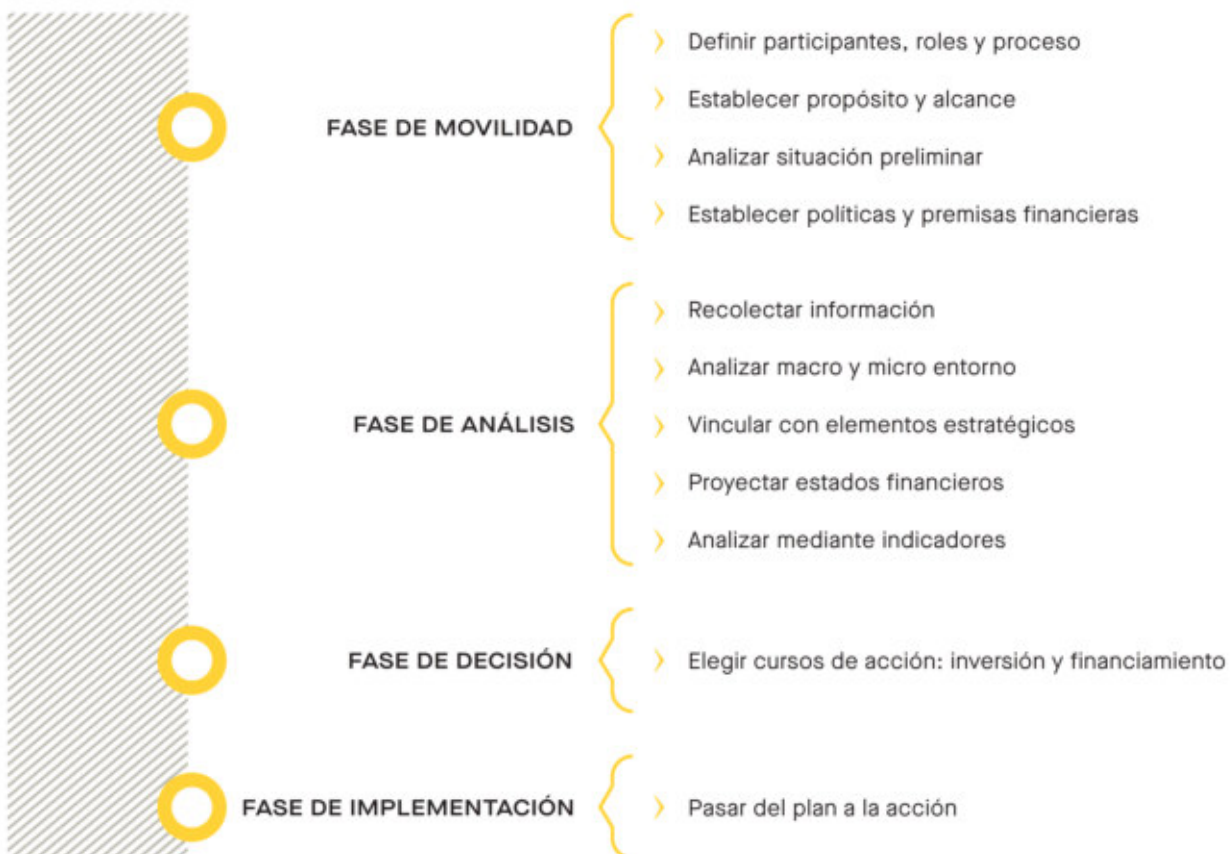 FASE DE MOVILIDAD
Definir participantes, roles y proceso
Establecer propósito y alcance
Analizar situación preliminar
Establecer políticas y premisas financieras
FASE DE ANÁLISIS
Recolectar información
Analizar macro y micro entorno
Vincular con elementos estratégicos
Proyectar estados financieros
Analizar mediante indicadores
FASE DE DECISIÓN
Elegir cursos de acción: inversión y financiamiento
FASE DE IMPLEMENTACIÓN
Pasar del plan a la acción